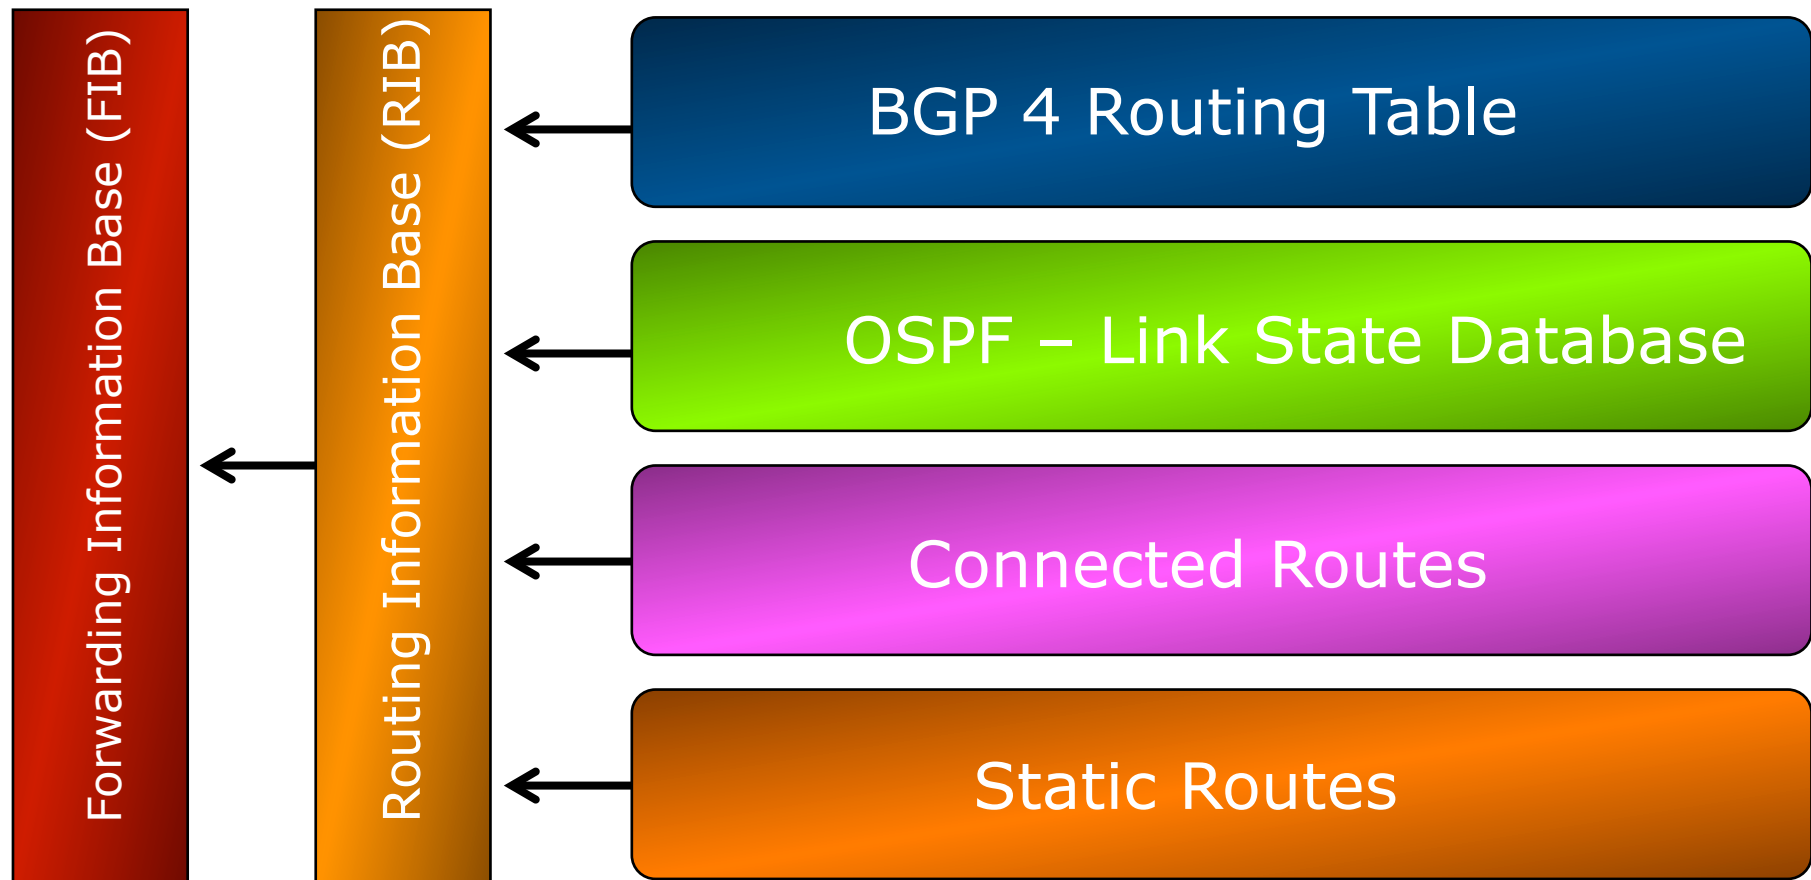 Forwarding Information Base (FIB)
Routing Information Base (RIB)
BGP 4 Routing Table
OSPF – Link State Database
Connected Routes
Static Routes